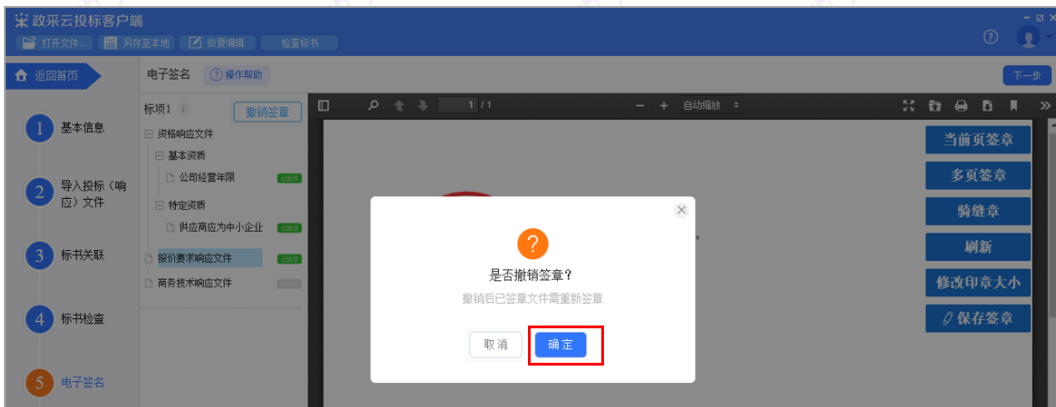 政采云投标客户端
打开文件... 另存至本地 恢复编辑 检查标书
返回首页 电子签名 操作帮助 下一步
标项1 撤销签章 1 / 1 自动缩放
1 基本信息
2 导入投标（响应）文件
3 标书关联
4 标书检查
5 电子签名
资格响应文件
基本资质
公司经营年限
特定资质
供应商应为中小企业
报价要求响应文件
商务技术响应文件
是否撤销签章？
撤销后已签章文件需重新签章
取消 确定
当前页签章
多页签章
骑缝章
刷新
修改印章大小
保存签章